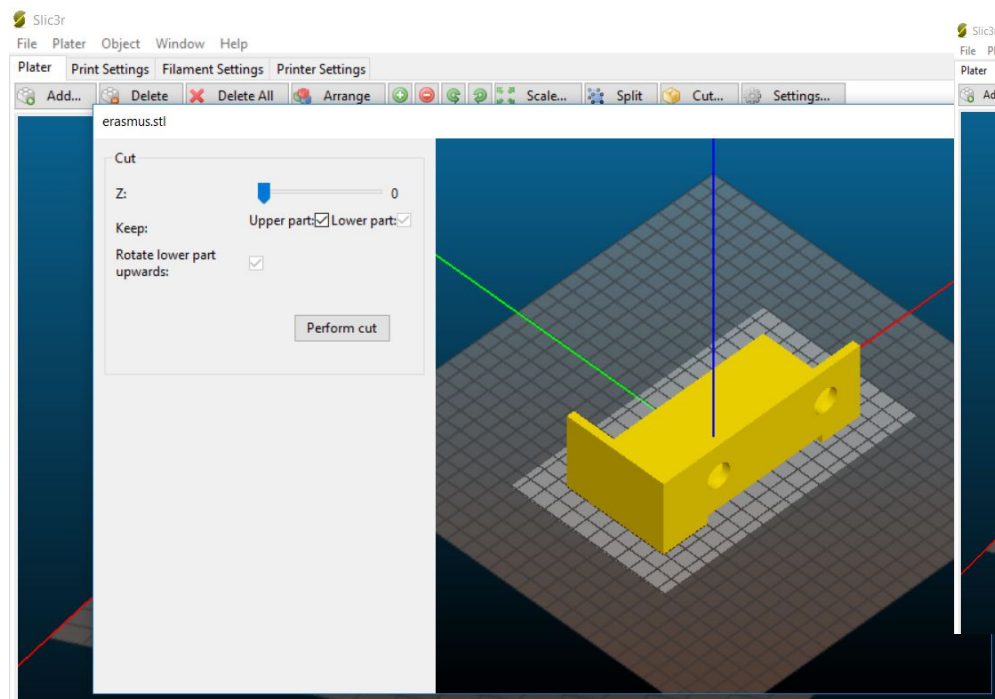 Slic3r
File Plater Object Window Help
Plater Print Settings Filament Settings Printer Settings
Add... Delete Delete All Arrange Scale... Split Cut... Settings...
erasmus.stl
Cut
Z: 0
Keep: Upper part: Lower part:
Rotate lower part
upwards:
Perform cut
Slic3r
File Pl
Plater
Ad